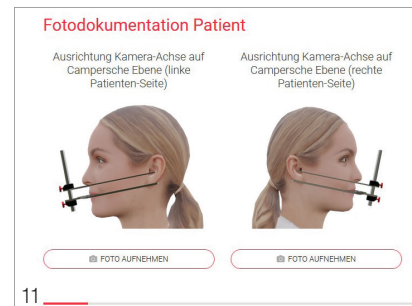 Fotodokumentation Patient
Ausrichtung Kamera-Achse auf
Campersche Ebene (linke
Patienten-Seite)
Ausrichtung Kamera-Achse auf
Campersche Ebene (rechte
Patienten-Seite)
FOTO AUFNEHMEN
FOTO AUFNEHMEN
11